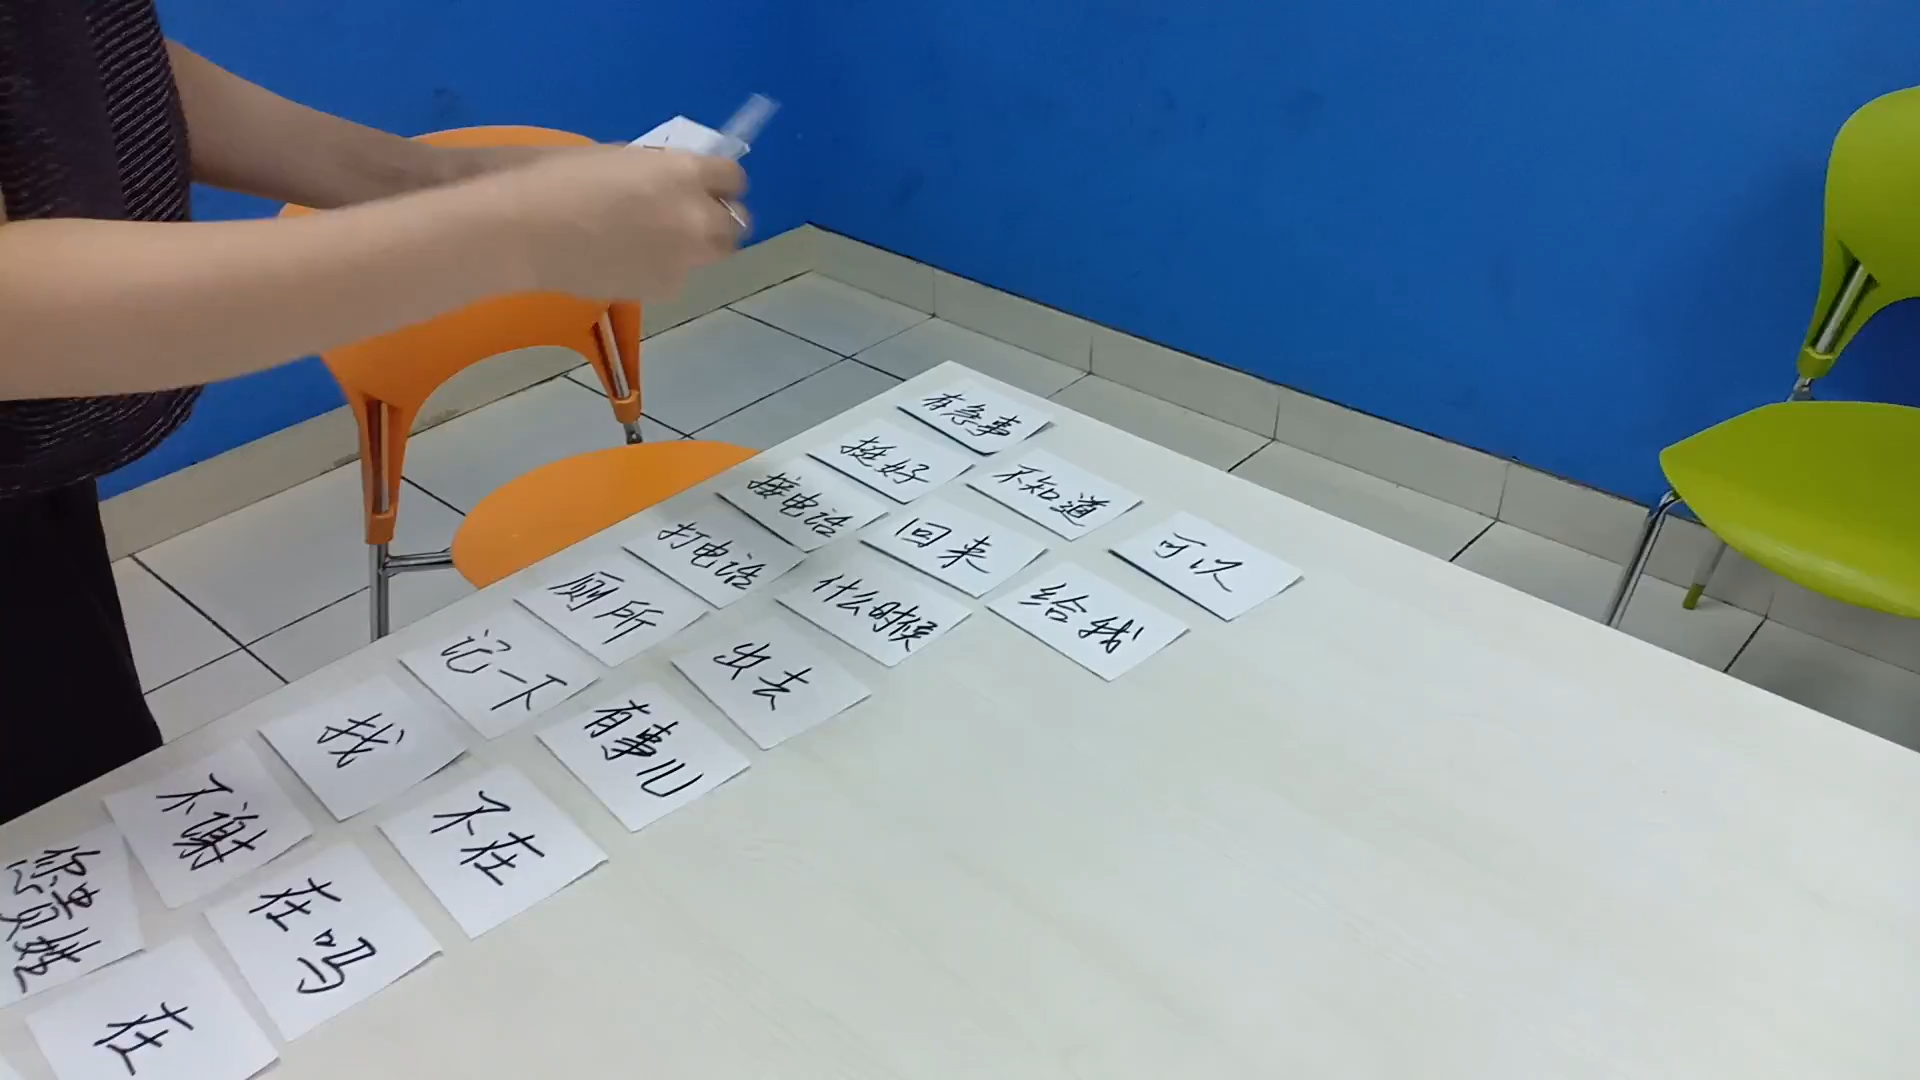 有急事
挺好
不知道
接电话
回来
可以
打电话
什么时候
给我
厕所
出去
记一下
有事儿
找
不在
不谢
在吗
您贵姓
在